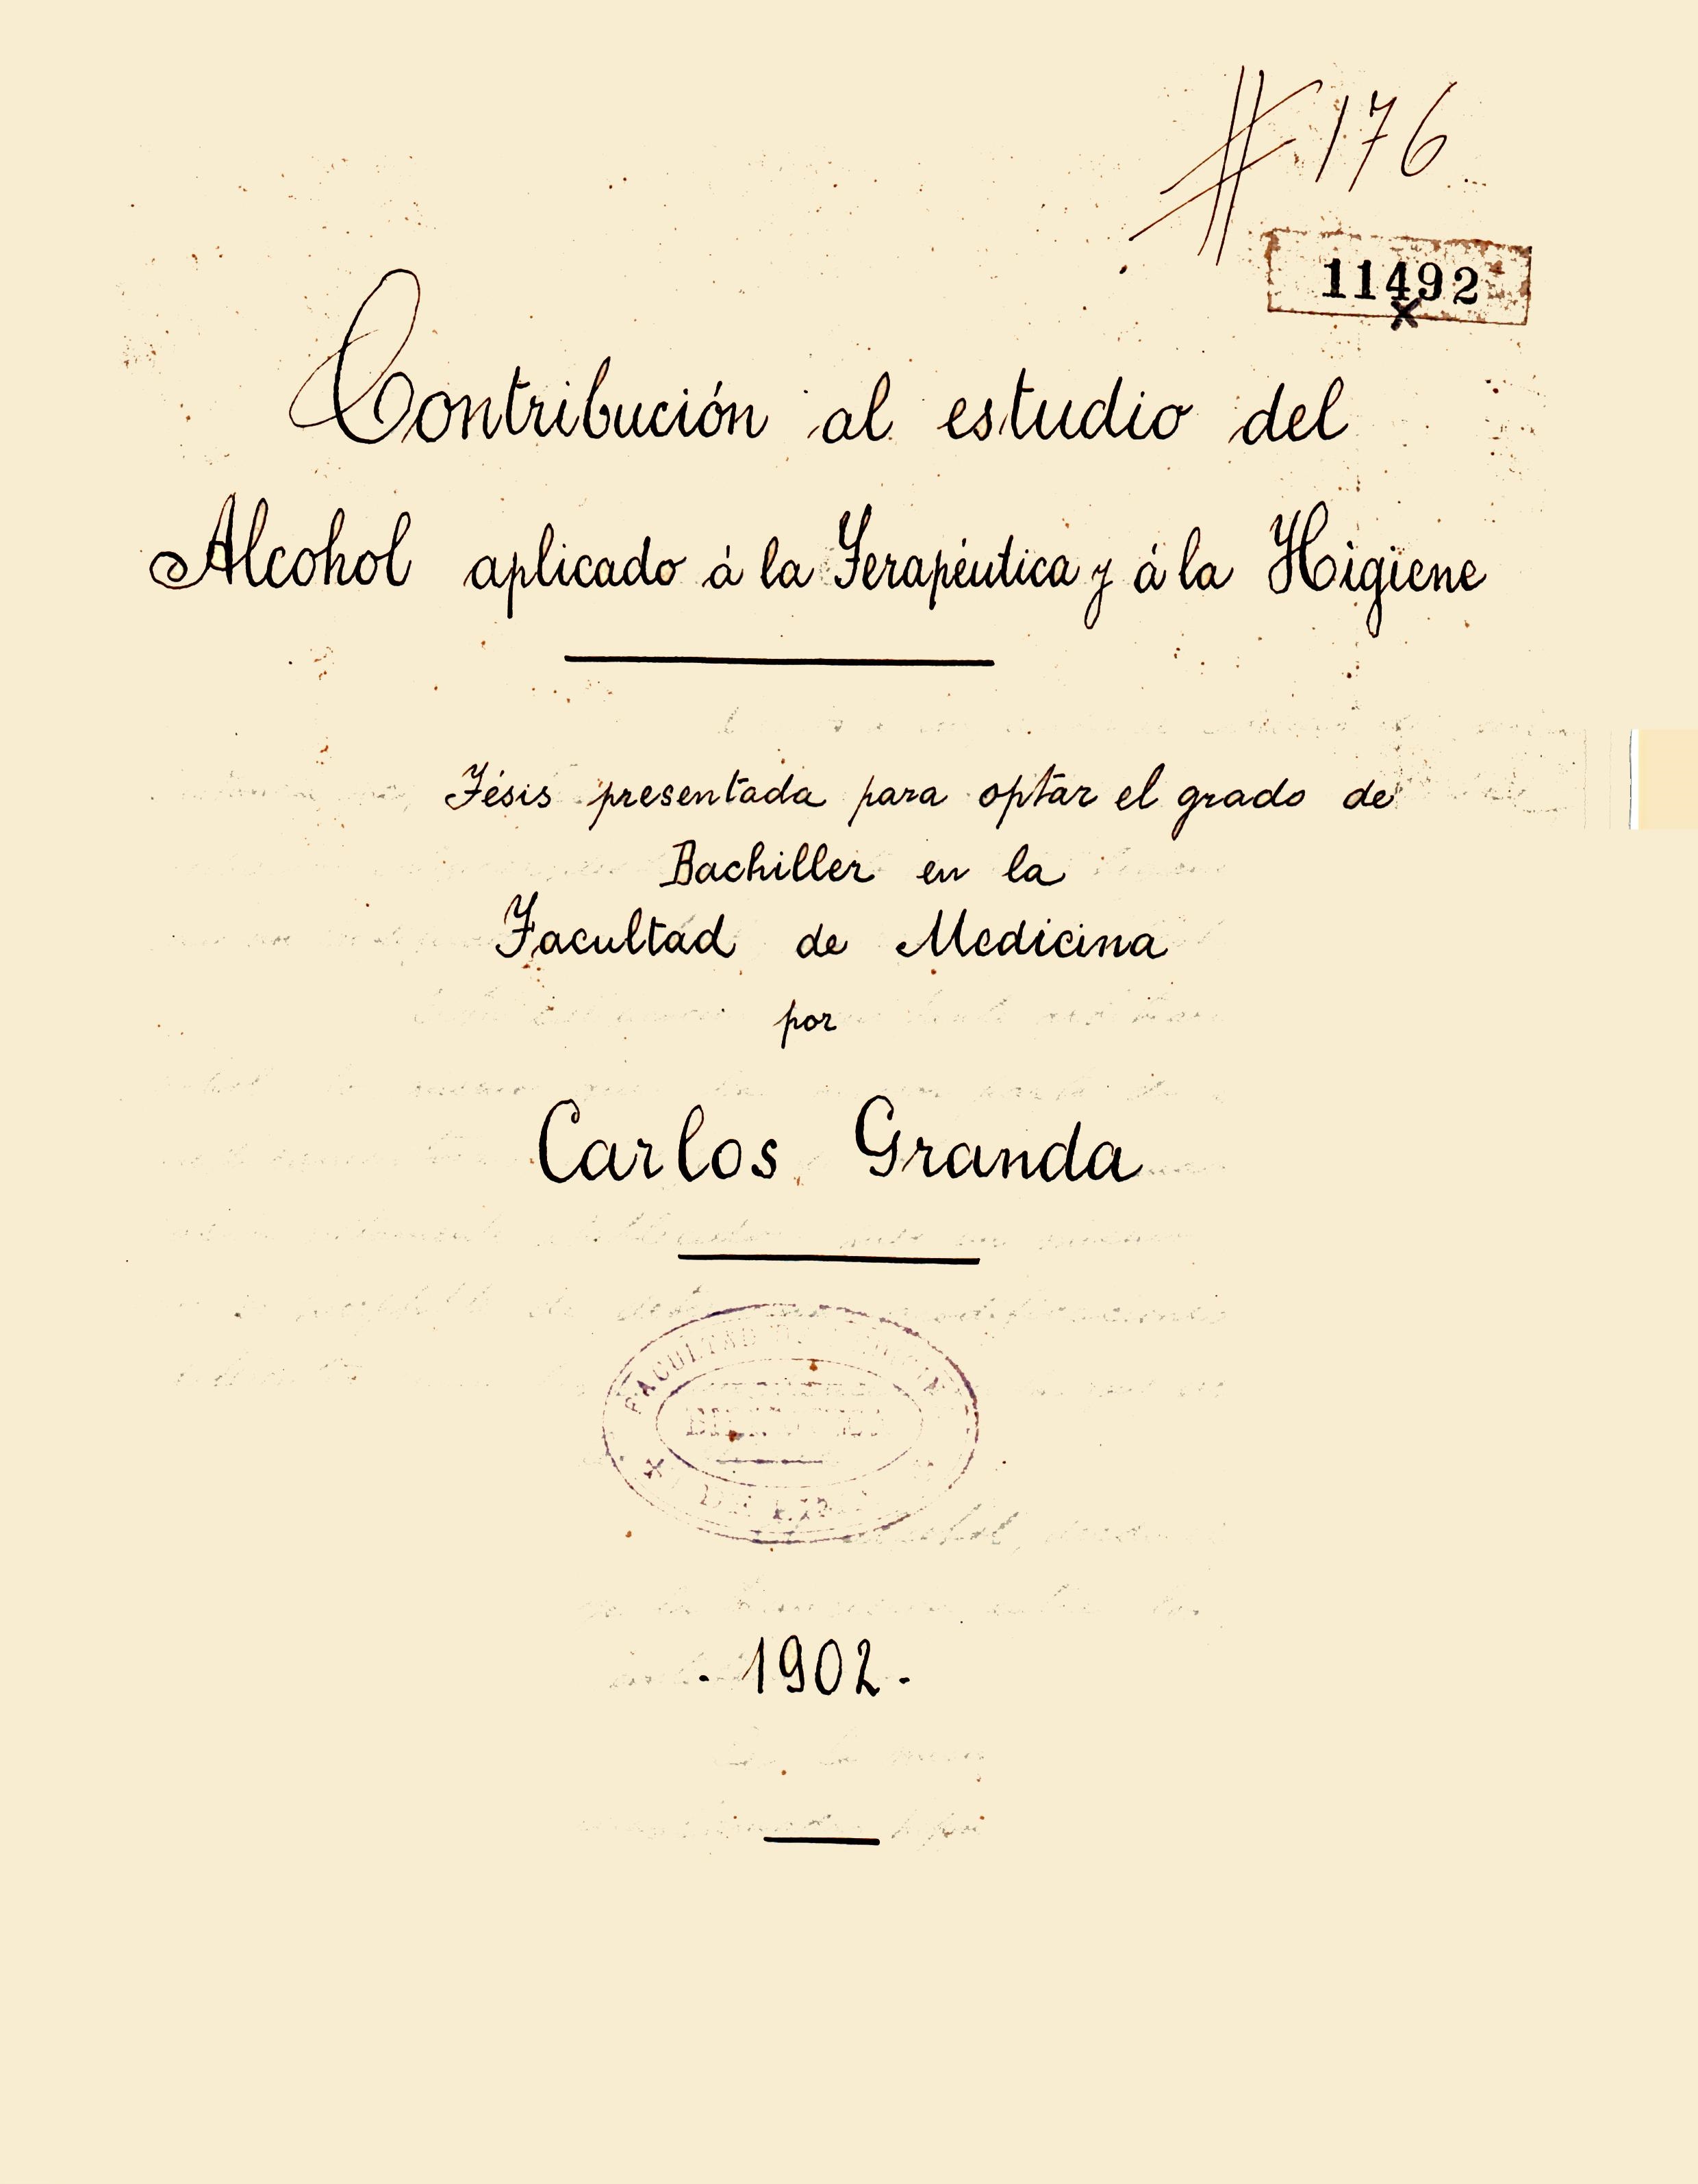 # 176
11492
Contribución al estudio del
Alcohol aplicado á la Terapéutica y á la Higiene
Tésis presentada para optar el grado de
Bachiller en la
Facultad de Medicina
por
Carlos Granda
FACULTAD
- 1902 -